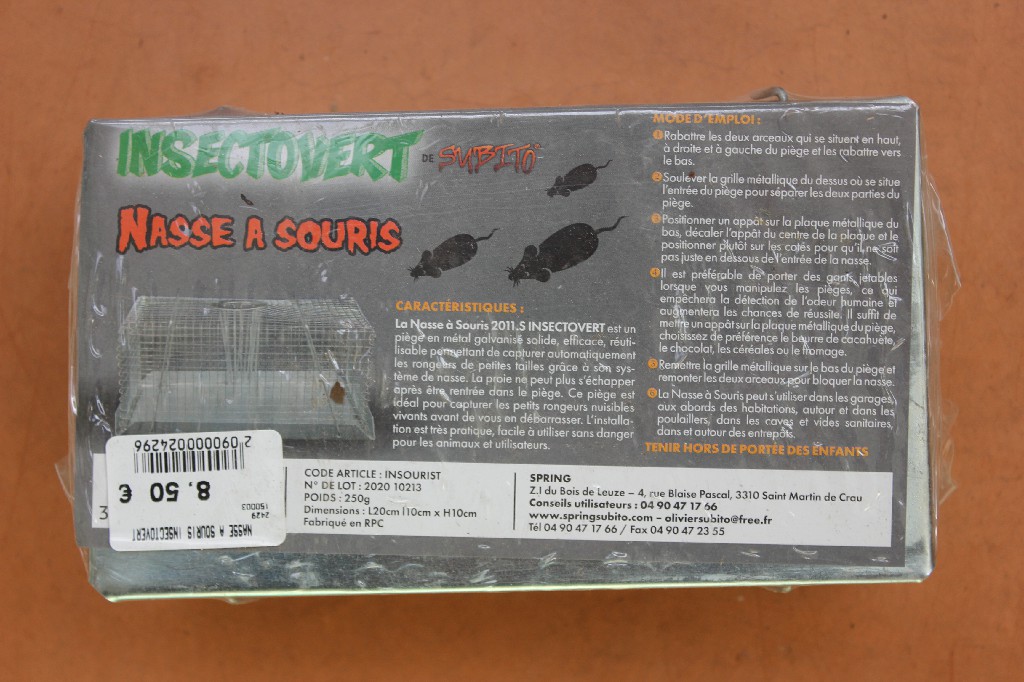 INSECTOVERT DE SUBITO
NASSE A SOURIS
CARACTÉRISTIQUES :
La Nasse à Souris 2011.S INSECTOVERT est un
piège en métal galvanisé solide, efficace, réuti-
lisable permettant de capturer automatiquement
les rongeurs de petites tailles grâce à son sys-
tème de nasse. La proie ne peut plus s'échapper
après être rentrée dans le piège. Ce piège est
idéal pour capturer les petits rongeurs nuisibles
vivants avant de vous en débarrasser. L'installa-
tion est très pratique, facile à utiliser sans danger
pour les animaux et utilisateurs.
MODE D'EMPLOI :
1 Rabattre les deux arceaux qui se situent en haut,
à droite et à gauche du piège et les rabattre vers
le bas.
2 Soulever la grille métallique du dessus où se situe
l'entrée du piège pour séparer les deux parties du
piège.
3 Positionner un appât sur la plaque métallique du
bas, décaler l'appât du centre de la plaque et le
positionner plutôt sur les cotés pour qu'il ne soit
pas juste en dessous de l'entrée de la nasse.
4 Il est préférable de porter des gants jetables
lorsque vous manipulez les pièges, ce qui
empêchera la détection de l'odeur humaine et
augmentera les chances de réussite. Il suffit de
mettre un appât sur la plaque métallique du piège,
choisissez de préférence le beurre de cacahuète,
le chocolat, les céréales ou le fromage.
5 Remettre la grille métallique sur le bas du piège et
remonter les deux arceaux pour bloquer la nasse.
6 La Nasse à Souris peut s'utiliser dans les garages,
aux abords des habitations, autour et dans les
poulaillers, dans les caves et vides sanitaires,
dans et autour des entrepôts.
TENIR HORS DE PORTÉE DES ENFANTS
3
CODE ARTICLE : INSOURIST
N° DE LOT : 2020 10213
POIDS : 250g
Dimensions : L20cm l10cm x H10cm
Fabriqué en RPC
SPRING
Z.I du Bois de Leuze – 4, rue Blaise Pascal, 3310 Saint Martin de Crau
Conseils utilisateurs : 04 90 47 17 66
www.springsubito.com – oliviersubito@free.fr
Tél 04 90 47 17 66 / Fax 04 90 47 23 55
NASSE A SOURIS INSECTOVERT
2429
150003
8.50 €
2 090000 024296